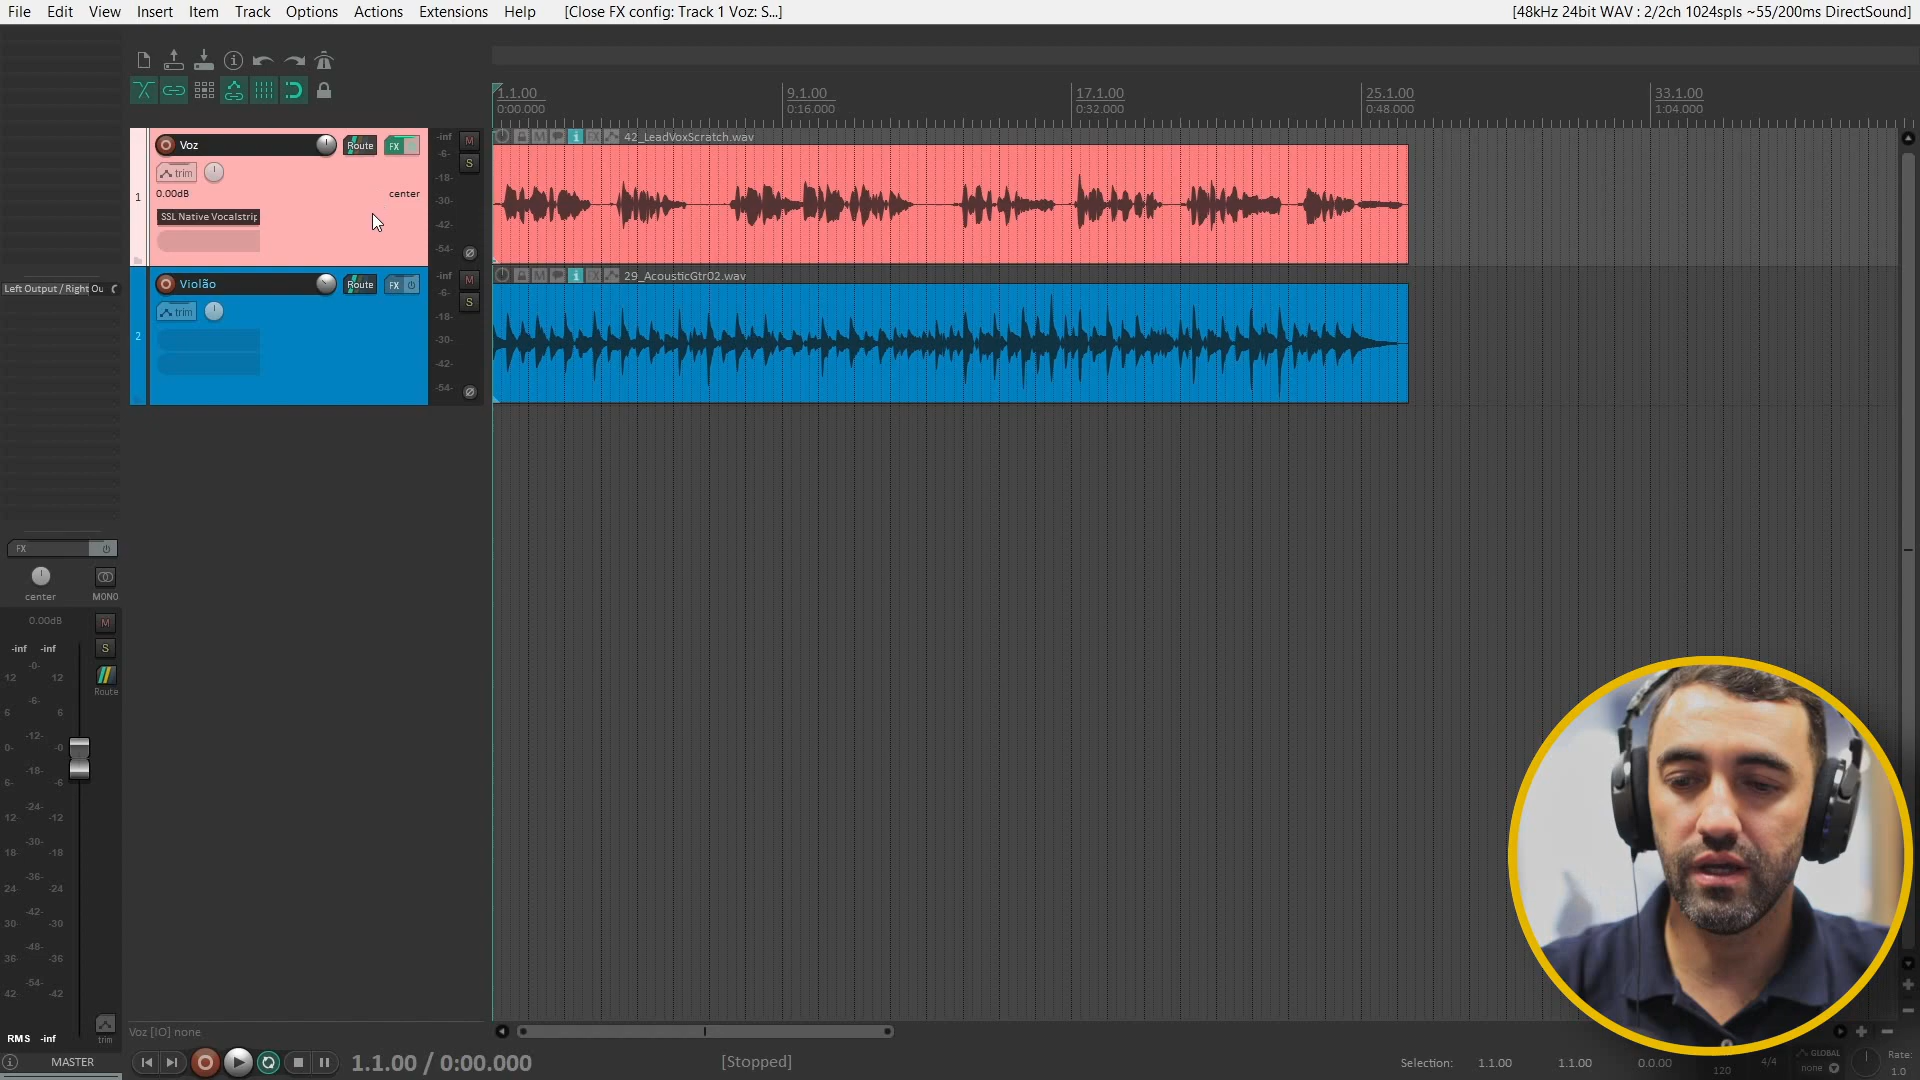 File Edit View Insert Item Track Options Actions Extensions Help [Close FX config: Track 1 Voz: S...] [48kHz 24bit WAV : 2/2ch 1024spls ~55/200ms DirectSound]
1.1.00 9.1.00 17.1.00 25.1.00 33.1.00
0:00.000 0:16.000 0:32.000 0:48.000 1:04.000
Voz Route FX -inf M 42_LeadVoxScratch.wav
-6- S
trim
-18-
0.00dB center
1 -30-
SSL Native Vocalstrip
-42-
-54-
Violão Route FX -inf M 29_AcousticGtr02.wav
Left Output / Right Ou
-6- S
trim -18-
2 -30-
-42-
-54-
FX
center MONO
0.00dB M
-inf -inf S
-0-
12 12
Route
-6-
6 6
-12-
0- -0
-18-
6- -6
-24-
12- -12
-30-
18 -18
-36-
24 -24
-42-
30 -30
-48-
36 -36
-54-
42 -42
Voz [IO] none
RMS -inf trim
MASTER 1.1.00 / 0:00.000 [Stopped] Selection: 1.1.00 1.1.00 0.0.00 120 4/4 GLOBAL none Rate: 1.0